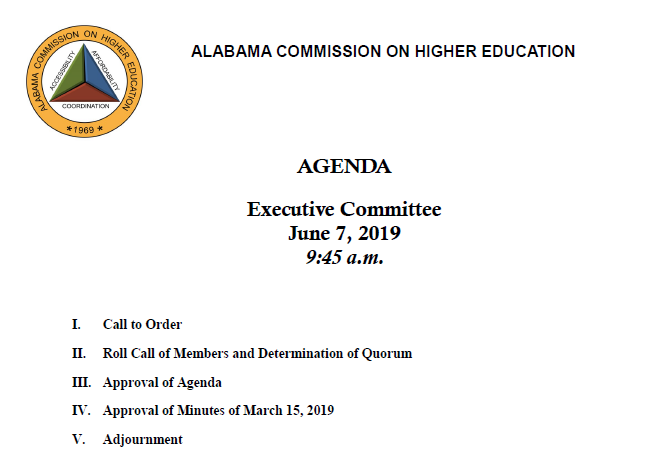 ALABAMA COMMISSION ON HIGHER EDUCATION
ACCESSIBILITY
AFFORDABILITY
COORDINATION
★1969★
ALABAMA COMMISSION ON HIGHER EDUCATION
AGENDA
Executive Committee
June 7, 2019
9:45 a.m.
I. Call to Order
II. Roll Call of Members and Determination of Quorum
III. Approval of Agenda
IV. Approval of Minutes of March 15, 2019
V. Adjournment